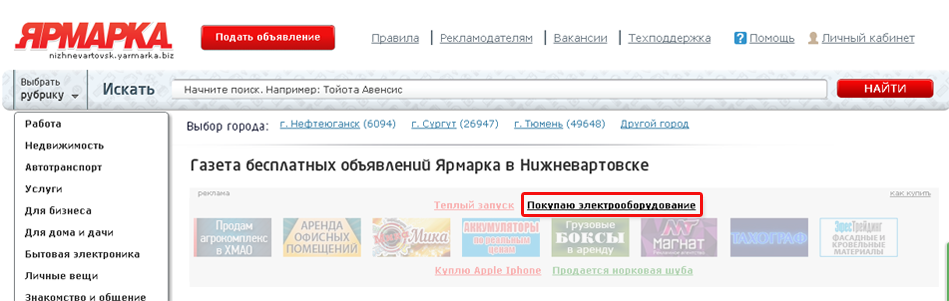 ЯРМАРКА
nizhnevartovsk.yarmarka.biz
Подать объявление
Правила
Рекламодателям
Вакансии
Техподдержка
Помощь
Личный кабинет
Выбрать
рубрику
Искать
Начните поиск. Например: Тойота Авенсис
НАЙТИ
Работа
Недвижимость
Автотранспорт
Услуги
Для бизнеса
Для дома и дачи
Бытовая электроника
Личные вещи
Знакомство и общение
Выбор города:
г. Нефтеюганск (6094)
г. Сургут (26947)
г. Тюмень (49648)
Другой город
Газета бесплатных объявлений Ярмарка в Нижневартовске
реклама
как купить
Теплый запуск
Покупаю электрооборудование
Продам
агрокомплекс
в ХМАО
АРЕНДА
ОФИСНЫХ
ПОМЕЩЕНИЙ
Мика
АККУМУЛЯТОРЫ
по реальным
ценам
Грузовые
БОКСЫ
в аренду
МАГНАТ
ТАХОГРАФ
ЭресТрейдинг
ФАСАДНЫЕ И
КРОВЕЛЬНЫЕ
МАТЕРИАЛЫ
Куплю Apple Iphone
Продается норковая шуба